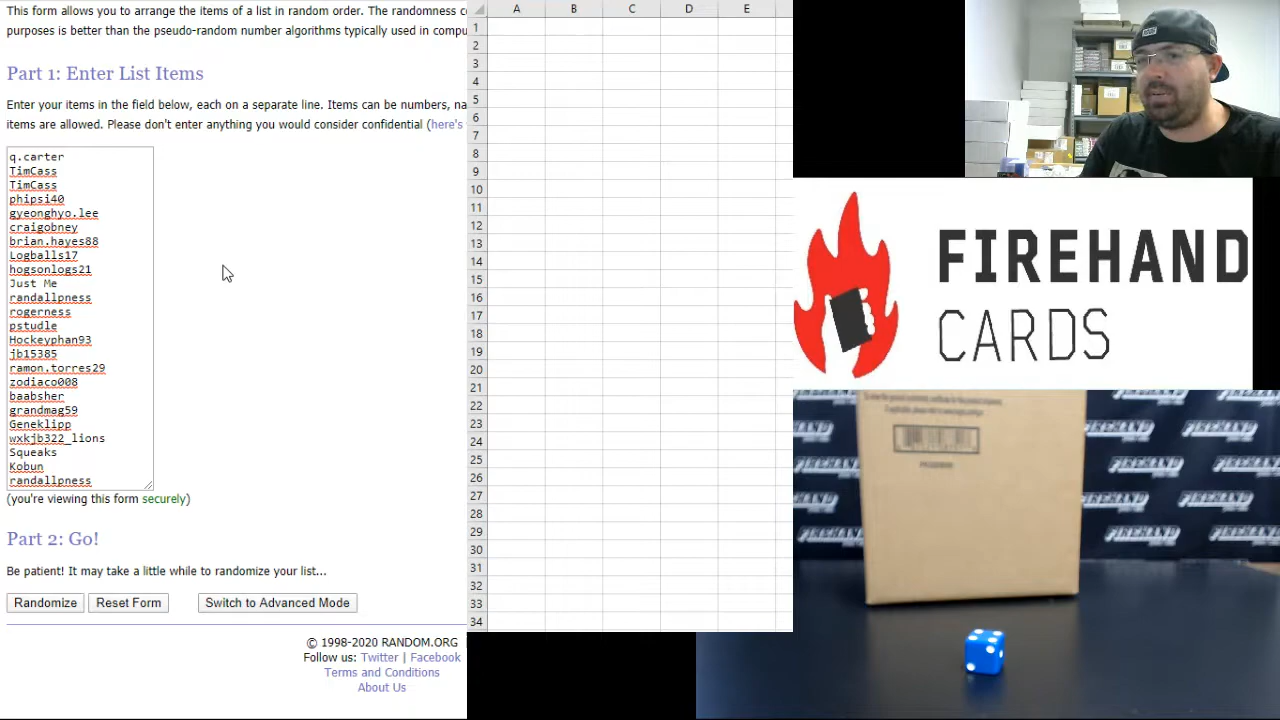 This form allows you to arrange the items of a list in random order. The randomness c
purposes is better than the pseudo-random number algorithms typically used in compu
Part 1: Enter List Items
Enter your items in the field below, each on a separate line. Items can be numbers, na
items are allowed. Please don't enter anything you would consider confidential (here's
q.carter
TimCass
TimCass
phipsi40
gyeonghyo.lee
craigobney
brian.hayes88
Logballs17
hogsonlogs21
Just Me
randallpness
rogerness
pstudle
Hockeyphan93
jb15385
ramon.torres29
zodiaco008
baabsher
grandmag59
Geneklipp
wxkjb322_lions
Squeaks
Kobun
randallpness
(you're viewing this form securely)
Part 2: Go!
Be patient! It may take a little while to randomize your list...
Randomize Reset Form Switch to Advanced Mode
© 1998-2020 RANDOM.ORG
Follow us: Twitter | Facebook
Terms and Conditions
About Us
A B C D E
1
2
3
4
5
6
7
8
9
10
11
12
13
14
15
16
17
18
19
20
21
22
23
24
25
26
27
28
29
30
31
32
33
34
FIREHAND
CARDS